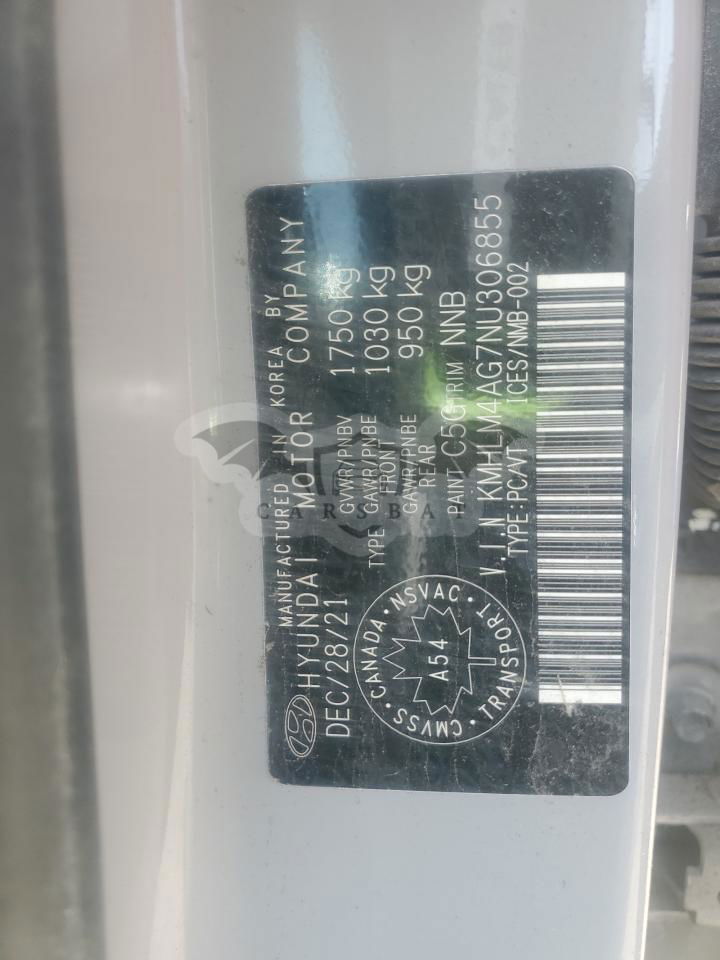 MANUFACTURED IN KOREA BY
HYUNDAI MOTOR COMPANY
DEC/28/21 GVWR/PNBV 1750 kg
TYPE GAWR/PNBE FRONT 1030 kg
GAWR/PNBE REAR 950 kg
PAINT C5G TRIM NNB
V.I.N KMHLM4AG7NU306855
TYPE:PC/VT ICES/NMB-002
CANADA · NSVAC · TRANSPORT · CMVSS
A54
CARSBAT